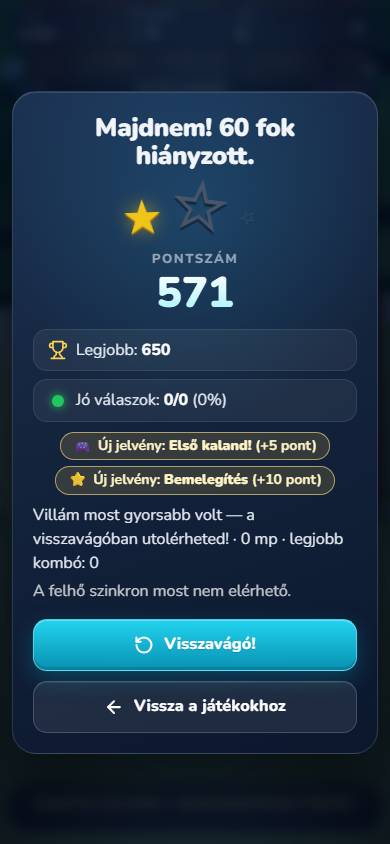 Majdnem! 60 fok
hiányzott.
PONTSZÁM
571
Legjobb: 650
Jó válaszok: 0/0 (0%)
Új jelvény: Első kaland! (+5 pont)
Új jelvény: Bemelegítés (+10 pont)
Villám most gyorsabb volt — a
visszavágóban utolérheted! · 0 mp · legjobb
kombó: 0
A felhő szinkron most nem elérhető.
Visszavágó!
Vissza a játékokhoz